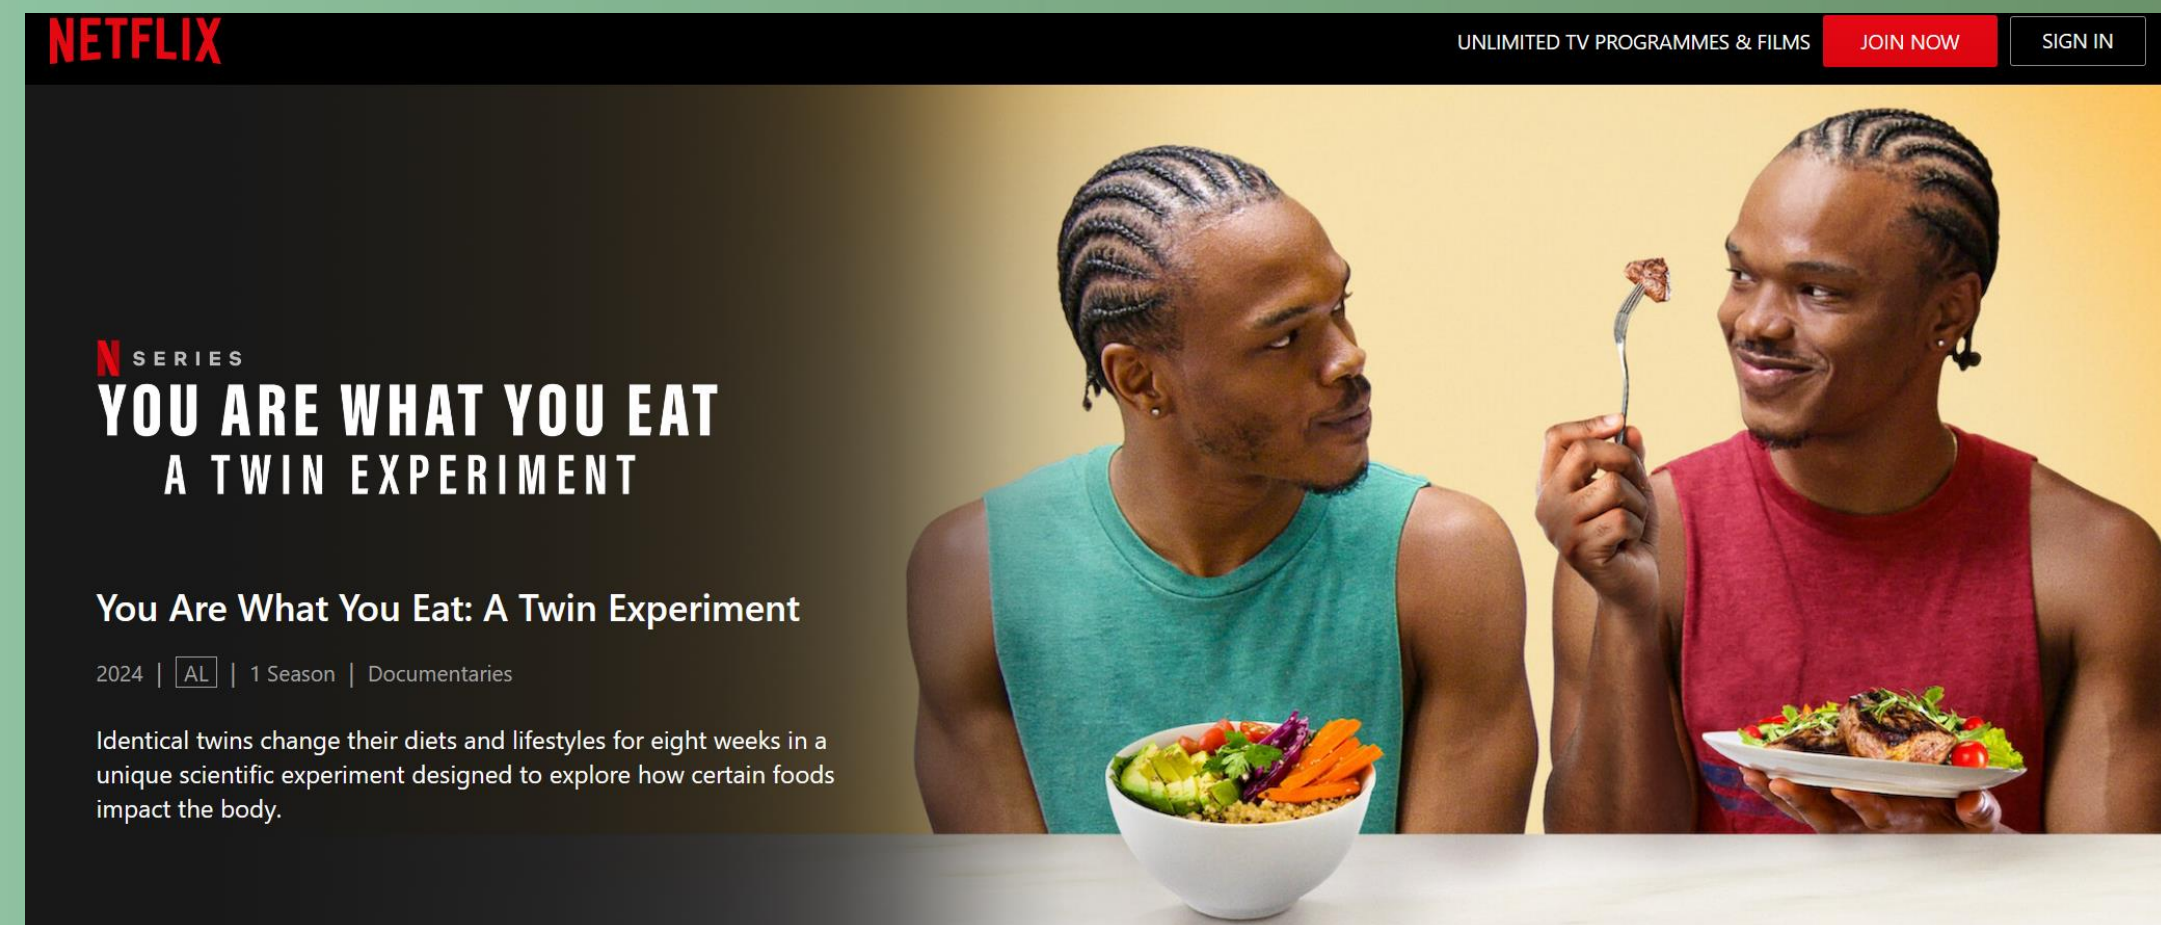 NETFLIX
UNLIMITED TV PROGRAMMES & FILMS
JOIN NOW
SIGN IN
N SERIES
YOU ARE WHAT YOU EAT
A TWIN EXPERIMENT
You Are What You Eat: A Twin Experiment
2024 | AL | 1 Season | Documentaries
Identical twins change their diets and lifestyles for eight weeks in a
unique scientific experiment designed to explore how certain foods
impact the body.